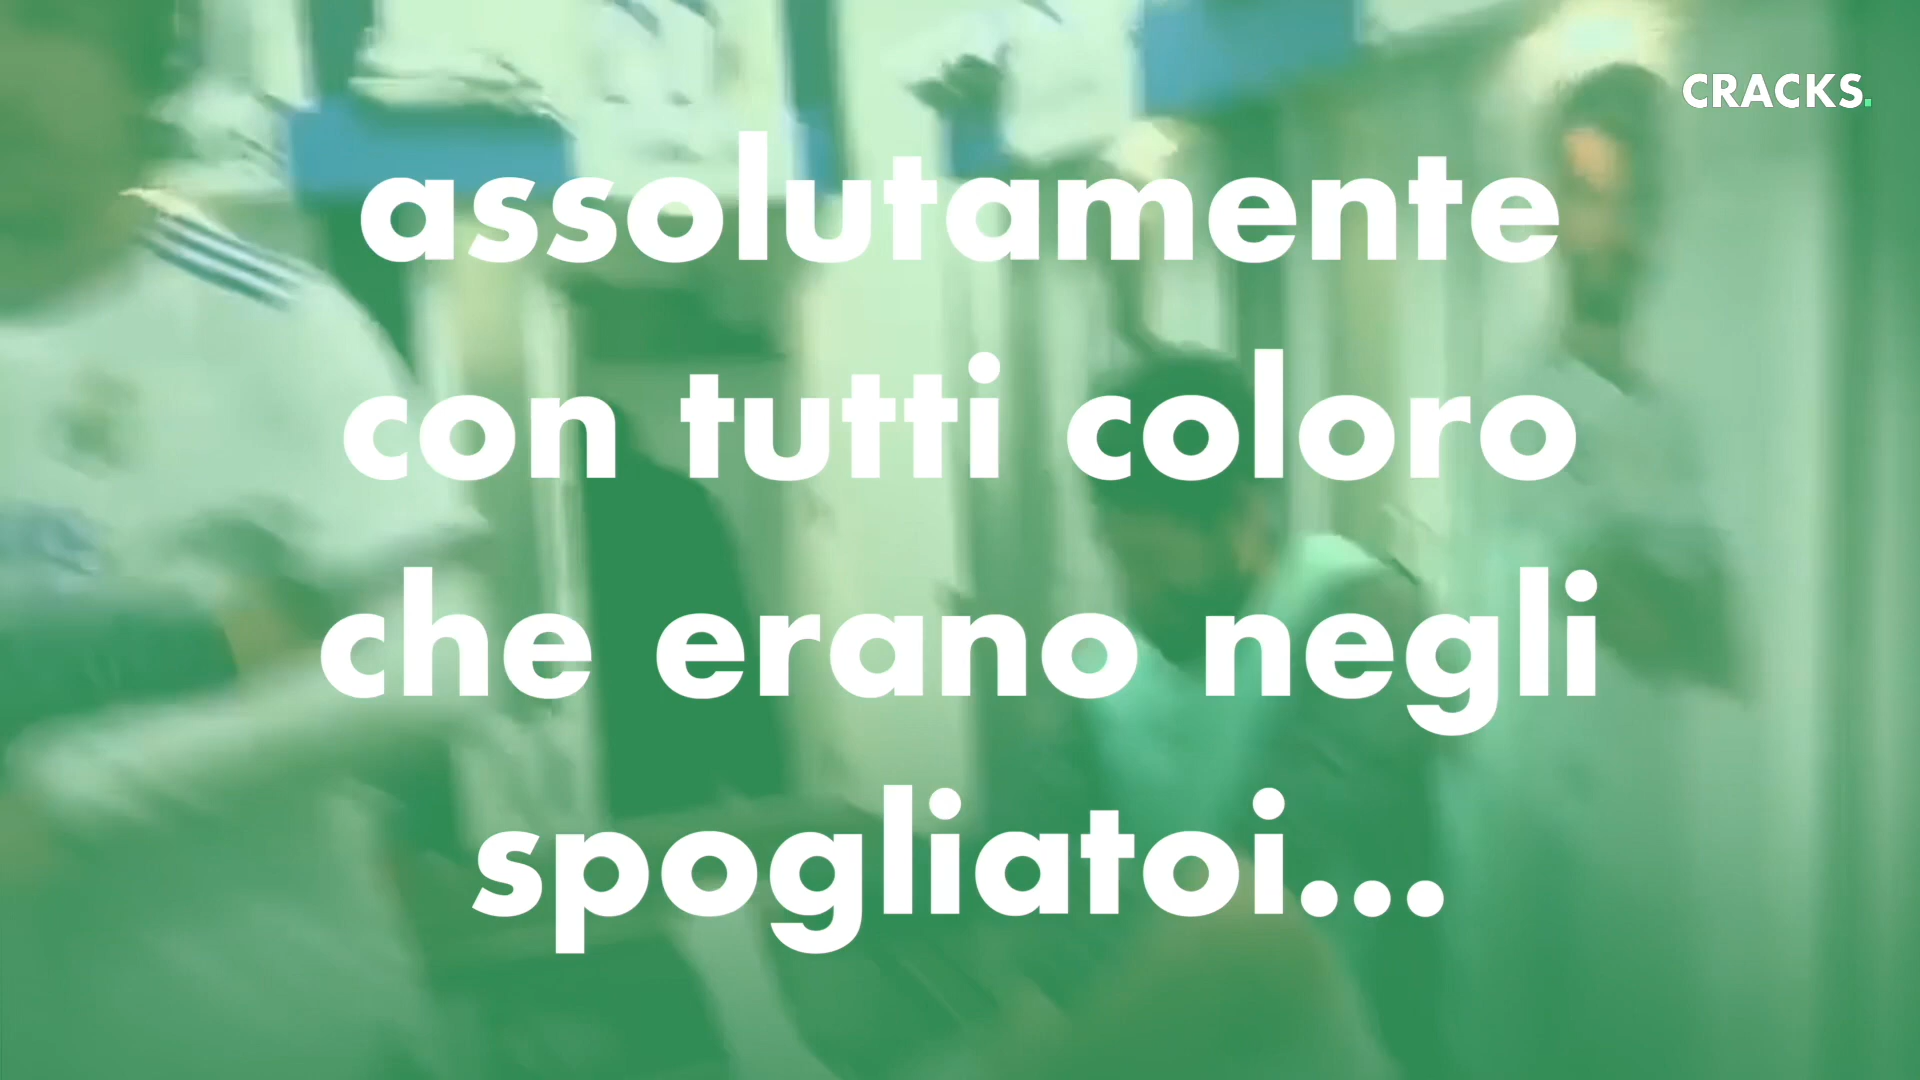 CRACKS.
assolutamente
con tutti coloro
che erano negli
spogliatoi...